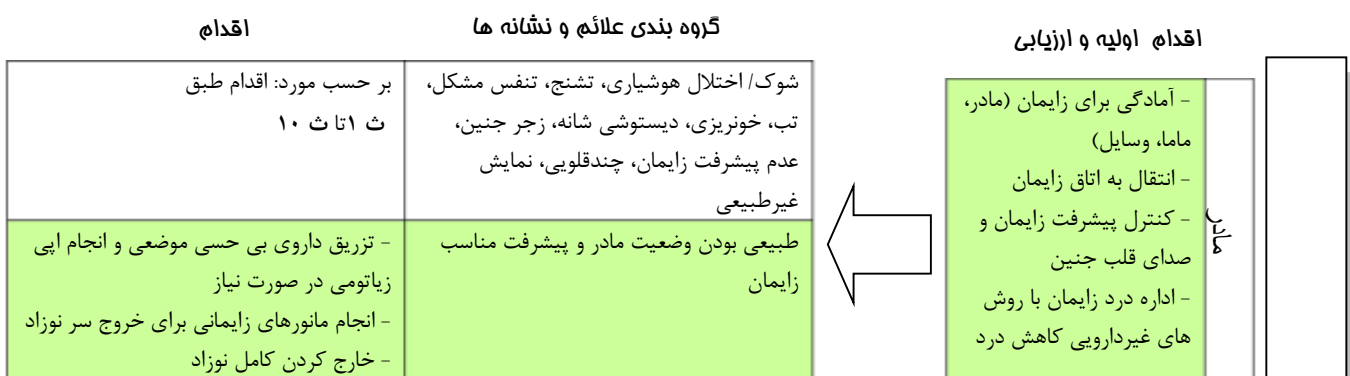 اقدام اولیه و ارزیابی
مادر
- آمادگی برای زایمان (مادر،
ماما، وسایل)
- انتقال به اتاق زایمان
- کنترل پیشرفت زایمان و
صدای قلب جنین
- اداره درد زایمان با روش
های غیردارویی کاهش درد
گروه بندی علائم و نشانه ها
اقدام
شوک/ اختلال هوشیاری، تشنج، تنفس مشکل،
تب، خونریزی، دیستوشی شانه، زجر جنین،
عدم پیشرفت زایمان، چندقلویی، نمایش
غیرطبیعی
بر حسب مورد: اقدام طبق
ث ۱تا ث ۱۰
طبیعی بودن وضعیت مادر و پیشرفت مناسب
زایمان
- تزریق داروی بی حسی موضعی و انجام اپی
زیاتومی در صورت نیاز
- انجام مانورهای زایمانی برای خروج سر نوزاد
- خارج کردن کامل نوزاد